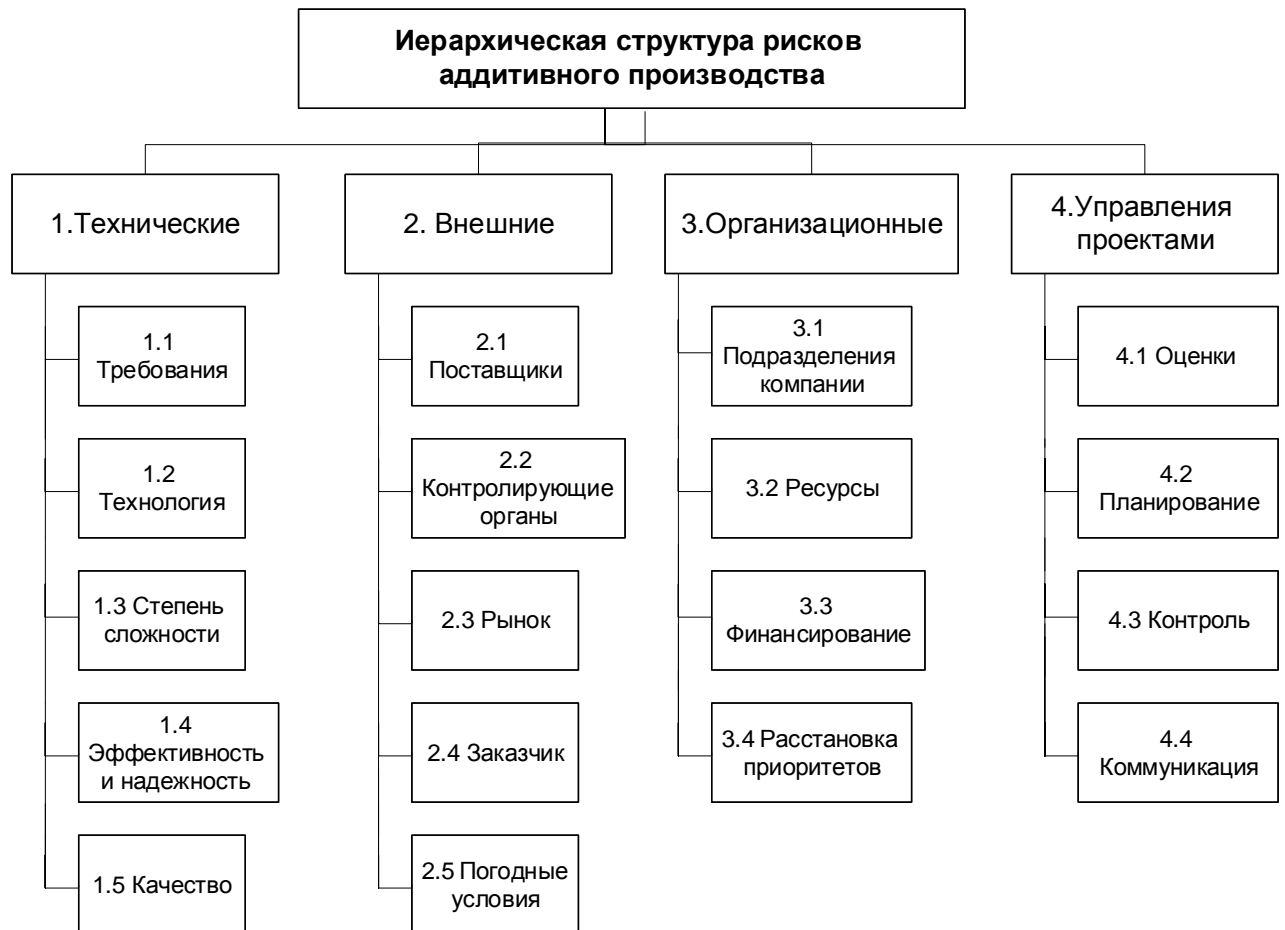 Иерархическая структура рисков
аддитивного производства
1.Технические
1.1
Требования
1.2
Технология
1.3 Степень
сложности
1.4
Эффективность
и надежность
1.5 Качество
2. Внешние
2.1
Поставщики
2.2
Контролирующие
органы
2.3 Рынок
2.4 Заказчик
2.5 Погодные
условия
3.Организационные
3.1
Подразделения
компании
3.2 Ресурсы
3.3
Финансирование
3.4 Расстановка
приоритетов
4.Управления
проектами
4.1 Оценки
4.2
Планирование
4.3 Контроль
4.4
Коммуникация